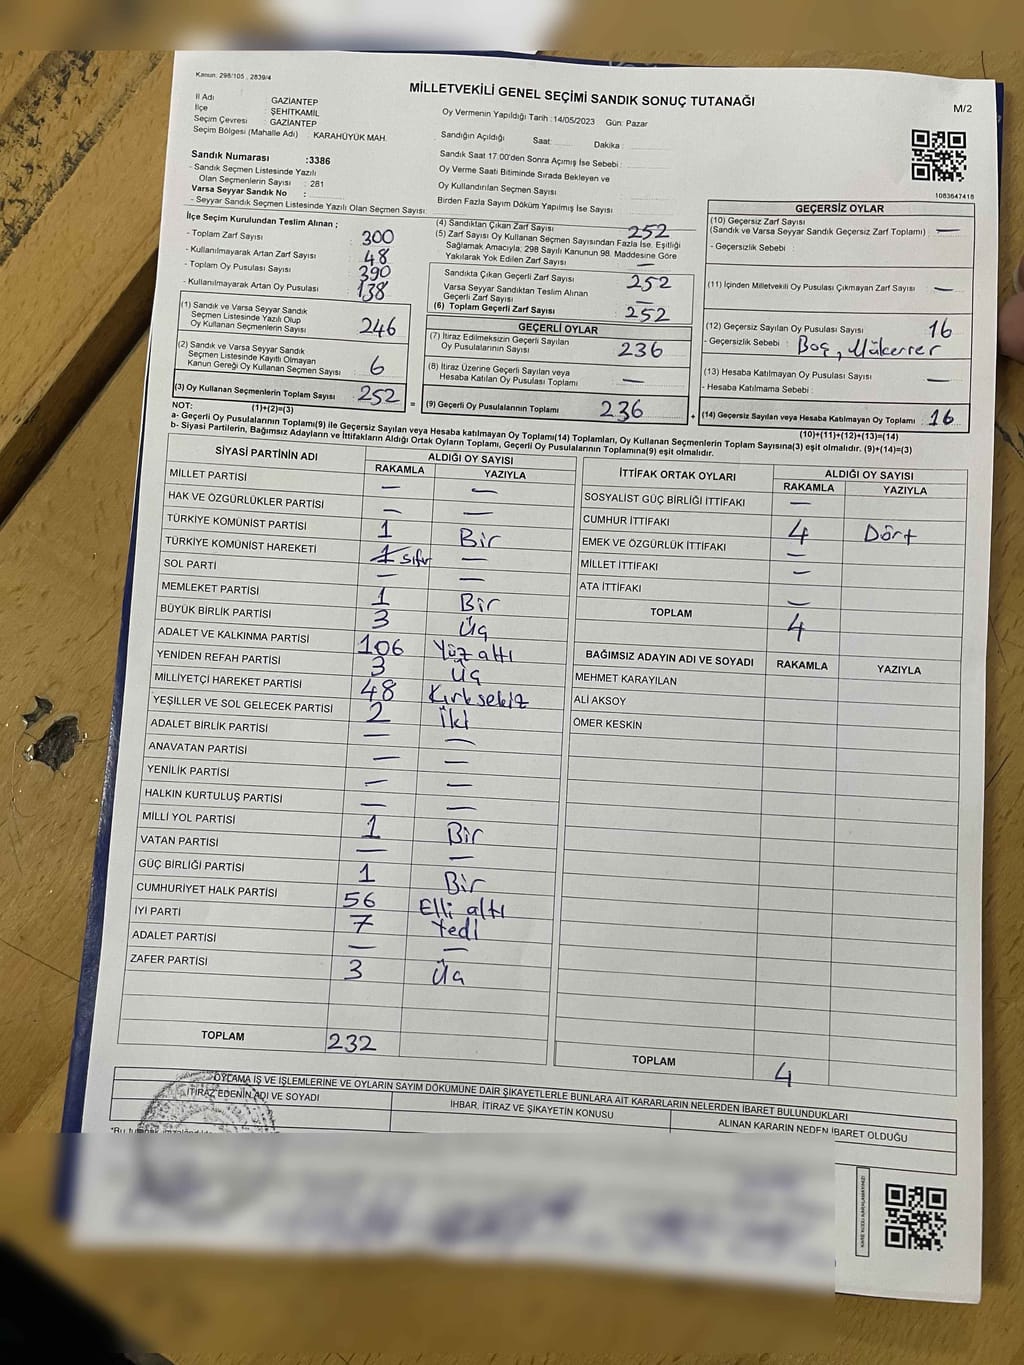 Kanun: 298/105 , 2839/4
MİLLETVEKİLİ GENEL SEÇİMİ SANDIK SONUÇ TUTANAĞI
M/2
İl Adı GAZİANTEP
İlçe ŞEHİTKAMİL
Seçim Çevresi : GAZİANTEP
Seçim Bölgesi (Mahalle Adı) : KARAHÜYÜK MAH.
Oy Vermenin Yapıldığı Tarih :14/05/2023 Gün: Pazar
Sandığın Açıldığı Saat: Dakika :
Sandık Saat 17.00'den Sonra Açımış İse Sebebi :
Oy Verme Saati Bitiminde Sırada Bekleyen ve
Oy Kullandırılan Seçmen Sayısı
Birden Fazla Sayım Döküm Yapılmış İse Sayısı
1083647418
Sandık Numarası :3386
- Sandık Seçmen Listesinde Yazılı
Olan Seçmenlerin Sayısı : 281
Varsa Seyyar Sandık No :
- Seyyar Sandık Seçmen Listesinde Yazılı Olan Seçmen Sayısı:
İlçe Seçim Kurulundan Teslim Alınan ;
- Toplam Zarf Sayısı : 300
- Kullanılmayarak Artan Zarf Sayısı : 48
- Toplam Oy Pusulası Sayısı : 390
- Kullanılmayarak Artan Oy Pusulası : 138
(1) Sandık ve Varsa Seyyar Sandık
Seçmen Listesinde Yazılı Olup
Oy Kullanan Seçmenlerin Sayısı 246
(2) Sandık ve Varsa Seyyar Sandık
Seçmen Listesinde Kayıtlı Olmayan
Kanun Gereği Oy Kullanan Seçmen Sayısı 6
(3) Oy Kullanan Seçmenlerin Toplam Sayısı 252
(1)+(2)=(3)
(4) Sandıktan Çıkan Zarf Sayısı 252
(5) Zarf Sayısı Oy Kullanan Seçmen Sayısından Fazla İse, Eşitliği
Sağlamak Amacıyla, 298 Sayılı Kanunun 98. Maddesine Göre
Yakılarak Yok Edilen Zarf Sayısı —
Sandıkta Çıkan Geçerli Zarf Sayısı 252
Varsa Seyyar Sandıktan Teslim Alınan
Geçerli Zarf Sayısı —
(6) Toplam Geçerli Zarf Sayısı 252
GEÇERLİ OYLAR
(7) İtiraz Edilmeksizin Geçerli Sayılan
Oy Pusulalarının Sayısı 236
(8) İtiraz Üzerine Geçerli Sayılan veya
Hesaba Katılan Oy Pusulası Toplamı —
= (9) Geçerli Oy Pusulalarının Toplamı 236 +
GEÇERSİZ OYLAR
(10) Geçersiz Zarf Sayısı
(Sandık ve Varsa Seyyar Sandık Geçersiz Zarf Toplamı) —
- Geçersizlik Sebebi :
(11) İçinden Milletvekili Oy Pusulası Çıkmayan Zarf Sayısı —
(12) Geçersiz Sayılan Oy Pusulası Sayısı 16
- Geçersizlik Sebebi : Boş, Mükerrer
(13) Hesaba Katılmayan Oy Pusulası Sayısı —
- Hesaba Katılmama Sebebi :
(14) Geçersiz Sayılan veya Hesaba Katılmayan Oy Pusulası Toplamı : 16
(10)+(11)+(12)+(13)=(14)
NOT:
a- Geçerli Oy Pusulaları Toplamı(9) ile Geçersiz Sayılan veya Hesaba katılmayan Oy Toplamı(14) Toplamları, Oy Kullanan Seçmenlerin Toplam Sayısına(3) eşit olmalıdır. (9)+(14)=(3)
b- Siyasi Partilerin, Bağımsız Adayların ve İttifakların Aldığı Ortak Oyların Toplamı, Geçerli Oy Pusulalarının Toplamına(9) eşit olmalıdır.
SİYASİ PARTİNİN ADI ALDIĞI OY SAYISI
RAKAMLA YAZIYLA
MİLLET PARTİSİ — —
HAK VE ÖZGÜRLÜKLER PARTİSİ — —
TÜRKİYE KOMÜNİST PARTİSİ 1 Bir
TÜRKİYE KOMÜNİST HAREKETİ 1 sıfır —
SOL PARTİ — —
MEMLEKET PARTİSİ 1 Bir
BÜYÜK BİRLİK PARTİSİ 3 Üç
ADALET VE KALKINMA PARTİSİ 106 Yüz altı
YENİDEN REFAH PARTİSİ 3 Üç
MİLLİYETÇİ HAREKET PARTİSİ 48 Kırk sekiz
YEŞİLLER VE SOL GELECEK PARTİSİ 2 İki
ADALET BİRLİK PARTİSİ — —
ANAVATAN PARTİSİ — —
YENİLİK PARTİSİ — —
HALKIN KURTULUŞ PARTİSİ — —
MİLLİ YOL PARTİSİ 1 Bir
VATAN PARTİSİ — —
GÜÇ BİRLİĞİ PARTİSİ 1 Bir
CUMHURİYET HALK PARTİSİ 56 Elli altı
İYİ PARTİ 7 Yedi
ADALET PARTİSİ — —
ZAFER PARTİSİ 3 Üç
TOPLAM 232
İTTİFAK ORTAK OYLARI ALDIĞI OY SAYISI
RAKAMLA YAZIYLA
SOSYALİST GÜÇ BİRLİĞİ İTTİFAKI —
CUMHUR İTTİFAKI 4 Dört
EMEK VE ÖZGÜRLÜK İTTİFAKI —
MİLLET İTTİFAKI —
ATA İTTİFAKI —
TOPLAM 4
BAĞIMSIZ ADAYIN ADI VE SOYADI RAKAMLA YAZIYLA
MEHMET KARAYILAN
ALİ AKSOY
ÖMER KESKİN
TOPLAM 4
OYLAMA İŞ VE İŞLEMLERİNE VE OYLARIN SAYIM DÖKÜMÜNE DAİR ŞİKAYETLERLE BUNLARA AİT KARARLARIN NELERDEN İBARET BULUNDUKLARI
İTİRAZ EDENİN ADI VE SOYADI
İHBAR, İTİRAZ VE ŞİKAYETİN KONUSU
ALINAN KARARIN NEDEN İBARET OLDUĞU